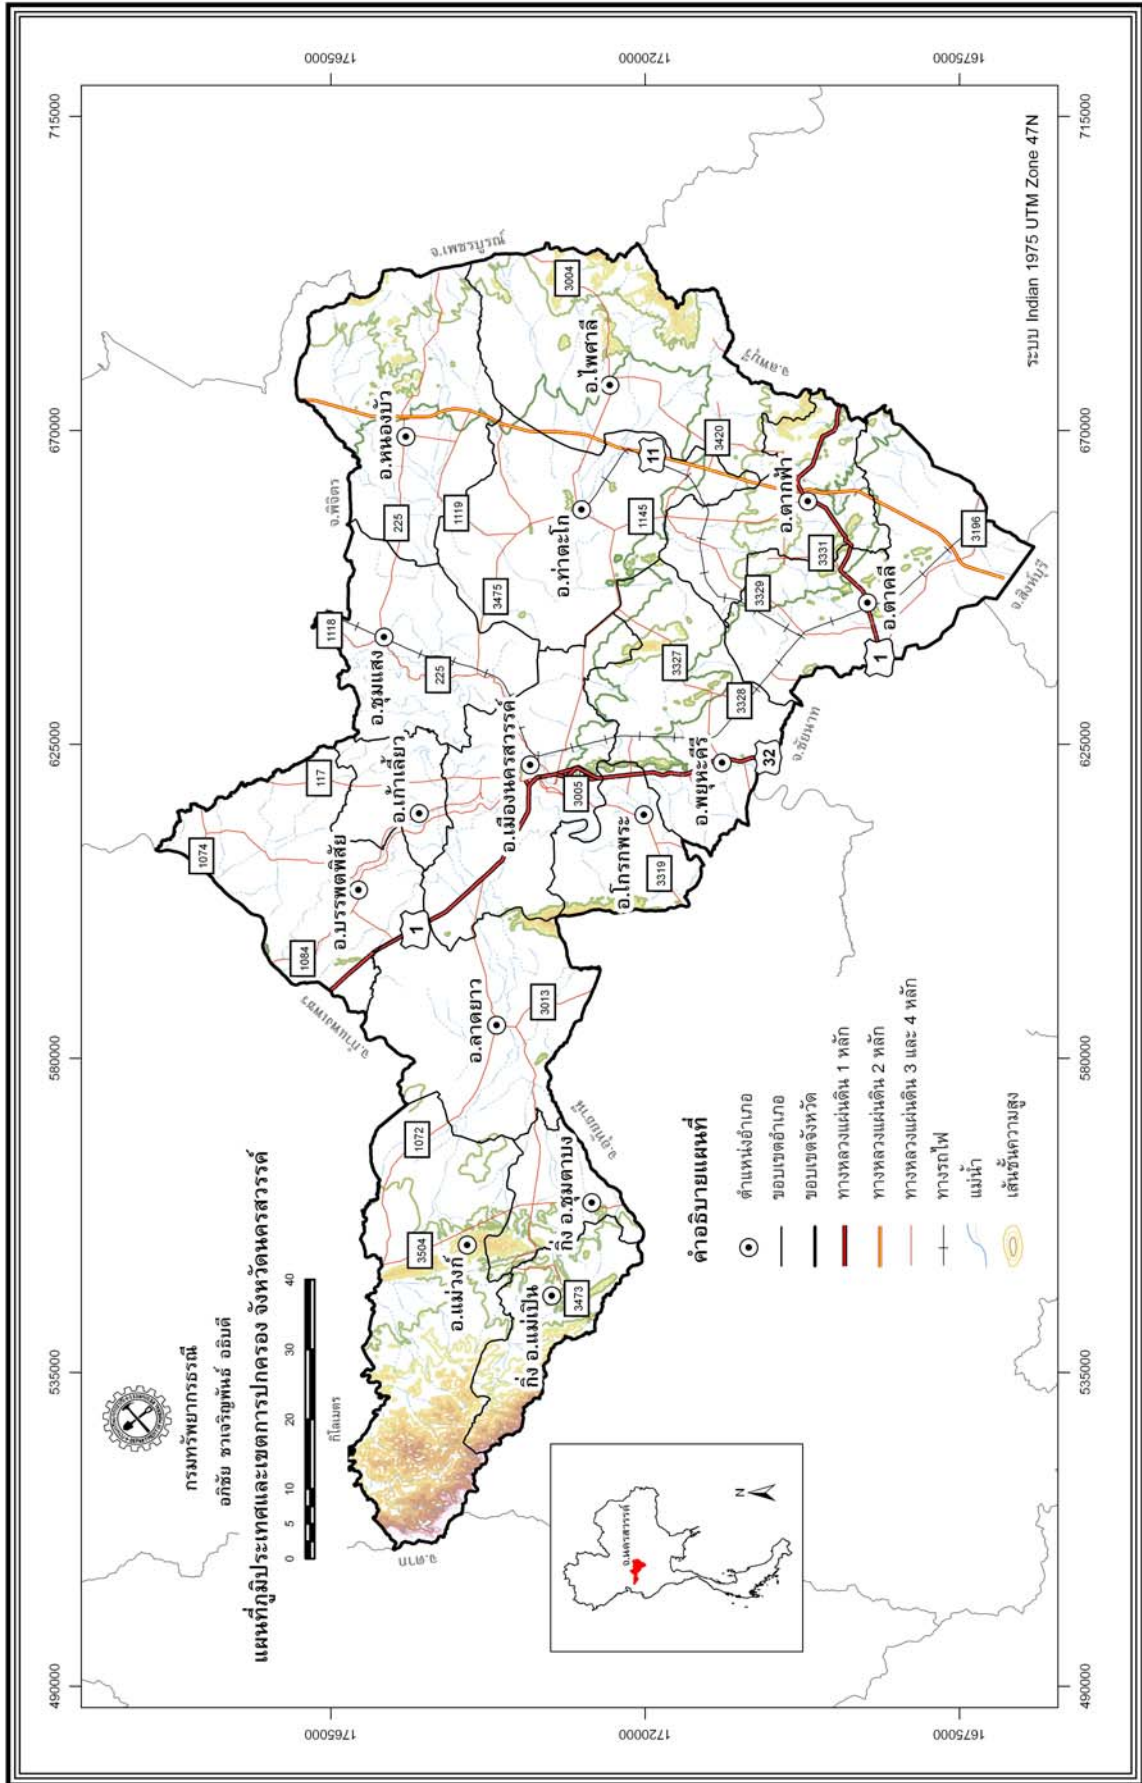 กรมทรัพยากรธรณี
อภิชัย ชวเจริญพันธ์ อธิบดี
แผนที่ภูมิประเทศและเขตการปกครอง จังหวัดนครสวรรค์
0 5 10 20 30 40
กิโลเมตร
490000 535000 580000 625000 670000 715000
1765000
1720000
1675000
1765000
1720000
1675000
490000 535000 580000 625000 670000 715000
จ.ตาก
จ.กำแพงเพชร
จ.พิจิตร
จ.เพชรบูรณ์
จ.ลพบุรี
จ.สิงห์บุรี
จ.ชัยนาท
จ.อุทัยธานี
อ.แม่วงก์
กิ่ง อ.แม่เปิน
กิ่ง อ.ชุมตาบง
อ.ลาดยาว
อ.บรรพตพิสัย
อ.เก้าเลี้ยว
อ.เมืองนครสวรรค์
อ.โกรกพระ
อ.พยุหะคีรี
อ.ชุมแสง
อ.หนองบัว
อ.ท่าตะโก
อ.ไพศาลี
อ.ตากฟ้า
อ.ตาคลี
3504
1072
3473
3013
1084
1074
117
1
3005
3319
32
1118
225
225
1119
3475
1145
11
3004
3420
3327
3328
3329
3331
1
3196
คำอธิบายแผนที่
ตำแหน่งอำเภอ
ขอบเขตอำเภอ
ขอบเขตจังหวัด
ทางหลวงแผ่นดิน 1 หลัก
ทางหลวงแผ่นดิน 2 หลัก
ทางหลวงแผ่นดิน 3 และ 4 หลัก
ทางรถไฟ
แม่น้ำ
เส้นชั้นความสูง
จ.นครสวรรค์
N
ระบบ Indian 1975 UTM Zone 47N